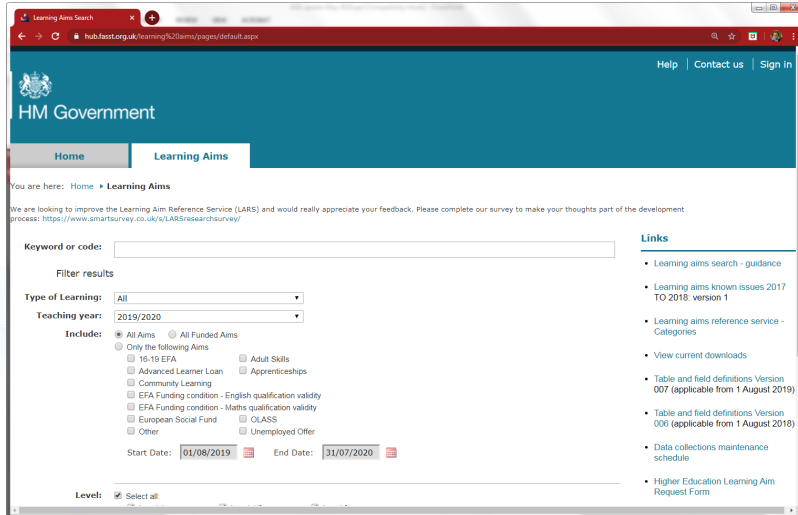 Learning Aims Search
hub.fasst.org.uk/learning%20aims/pages/default.aspx
Help | Contact us | Sign in
HM Government
Home Learning Aims
You are here: Home Learning Aims
We are looking to improve the Learning Aim Reference Service (LARS) and would really appreciate your feedback. Please complete our survey to make your thoughts part of the development
process: https://www.smartsurvey.co.uk/s/LARSresearchsurvey/
Keyword or code:
Filter results
Type of Learning: All
Teaching year: 2019/2020
Include: All Aims All Funded Aims
Only the following Aims
16-19 EFA Adult Skills
Advanced Learner Loan Apprenticeships
Community Learning
EFA Funding condition - English qualification validity
EFA Funding condition - Maths qualification validity
European Social Fund OLASS
Other Unemployed Offer
Start Date: 01/08/2019 End Date: 31/07/2020
Level: Select all:
Links
Learning aims search - guidance
Learning aims known issues 2017
TO 2018: version 1
Learning aims reference service -
Categories
View current downloads
Table and field definitions Version
007 (applicable from 1 August 2019)
Table and field definitions Version
006 (applicable from 1 August 2018)
Data collections maintenance
schedule
Higher Education Learning Aim
Request Form